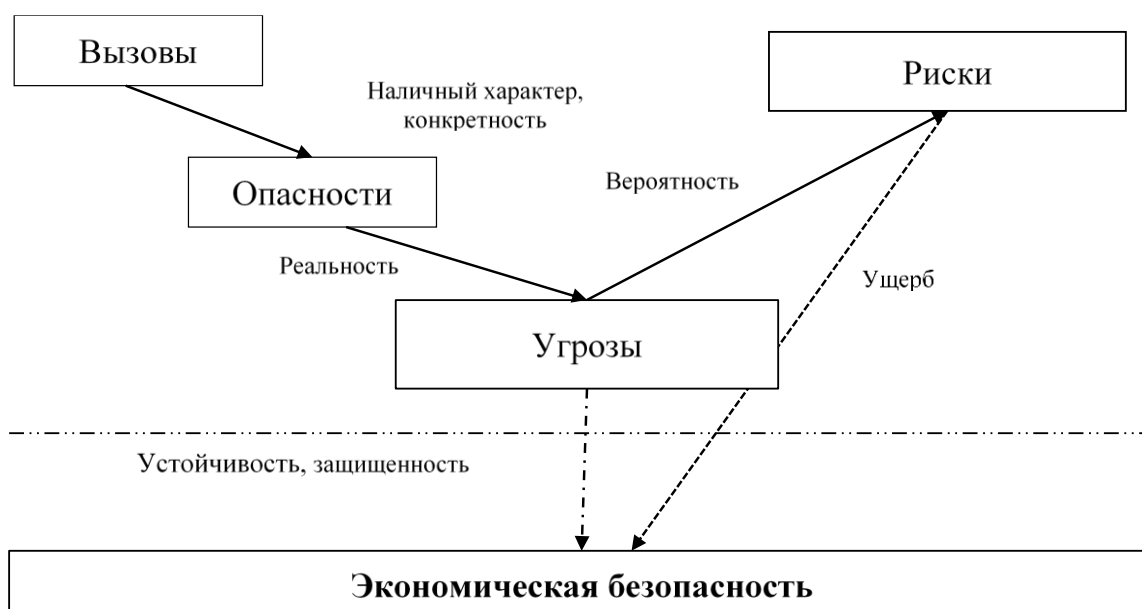 Вызовы
Риски
Наличный характер,
конкретность
Опасности
Вероятность
Реальность
Ущерб
Угрозы
Устойчивость, защищенность
Экономическая безопасность